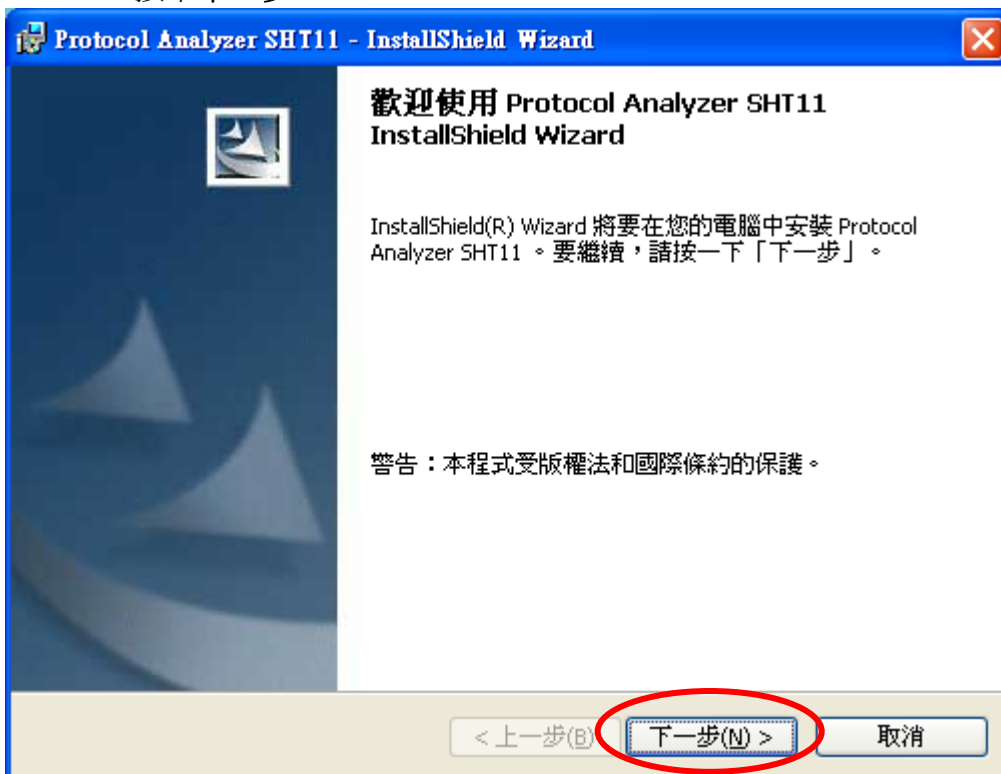 Protocol Analyzer SHT11 - InstallShield Wizard
歡迎使用 Protocol Analyzer SHT11
InstallShield Wizard
InstallShield(R) Wizard 將要在您的電腦中安裝 Protocol
Analyzer SHT11 。要繼續，請按一下「下一步」。
警告：本程式受版權法和國際條約的保護。
<上一步(B) 下一步(N) > 取消